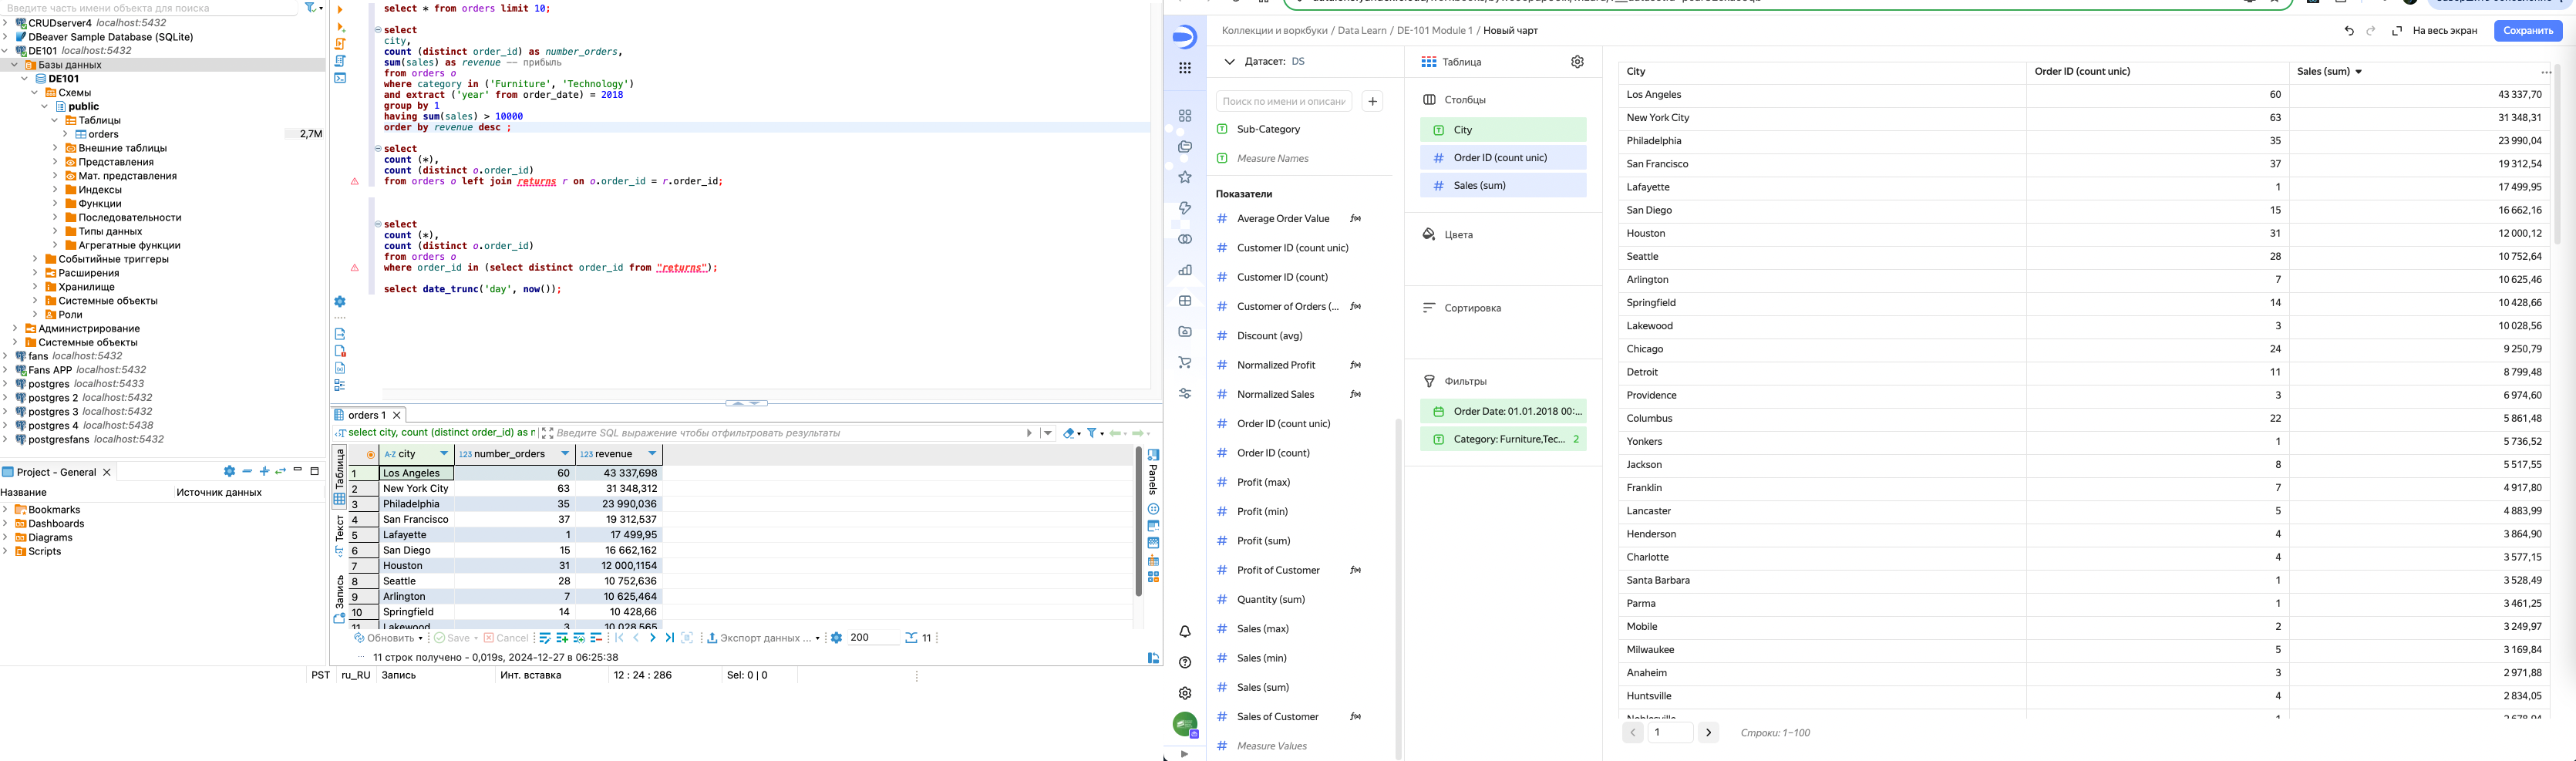 Введите часть имени объекта для поиска
CRUDserver4 localhost:5432
DBeaver Sample Database (SQLite)
DE101 localhost:5432
Базы данных
DE101
Схемы
public
Таблицы
orders 2,7M
Внешние таблицы
Представления
Мат. представления
Индексы
Функции
Последовательности
Типы данных
Агрегатные функции
Событийные триггеры
Расширения
Хранилище
Системные объекты
Роли
Администрирование
Системные объекты
fans localhost:5432
Fans APP localhost:5432
postgres localhost:5433
postgres 2 localhost:5432
postgres 3 localhost:5432
postgres 4 localhost:5438
postgresfans localhost:5432
Project - General
Название Источник данных
Bookmarks
Dashboards
Diagrams
Scripts
select * from orders limit 10;
select
city,
count (distinct order_id) as number_orders,
sum(sales) as revenue -- прибыль
from orders o
where category in ('Furniture', 'Technology')
and extract ('year' from order_date) = 2018
group by 1
having sum(sales) > 10000
order by revenue desc ;
select
count (*),
count (distinct o.order_id)
from orders o left join returns r on o.order_id = r.order_id;
select
count (*),
count (distinct o.order_id)
from orders o
where order_id in (select distinct order_id from "returns");
select date_trunc('day', now());
orders 1
select city, count (distinct order_id) as n Введите SQL выражение чтобы отфильтровать результаты
Таблица
Текст
Запись
Panels
A-Z city 123 number_orders 123 revenue
1 Los Angeles 60 43 337,698
2 New York City 63 31 348,312
3 Philadelphia 35 23 990,036
4 San Francisco 37 19 312,537
5 Lafayette 1 17 499,95
6 San Diego 15 16 662,162
7 Houston 31 12 000,1154
8 Seattle 28 10 752,636
9 Arlington 7 10 625,464
10 Springfield 14 10 428,66
11 Lakewood 3 10 028,565
Обновить Save Cancel Экспорт данных ... 200 11
11 строк получено - 0,019s, 2024-12-27 в 06:25:38
PST ru_RU Запись Инт. вставка 12 : 24 : 286 Sel: 0 | 0
Коллекции и воркбуки / Data Learn / DE-101 Module 1 / Новый чарт
На весь экран Сохранить
Датасет: DS
Поиск по имени и описани
Sub-Category
Measure Names
Показатели
Average Order Value
Customer ID (count unic)
Customer ID (count)
Customer of Orders (...
Discount (avg)
Normalized Profit
Normalized Sales
Order ID (count unic)
Order ID (count)
Profit (max)
Profit (min)
Profit (sum)
Profit of Customer
Quantity (sum)
Sales (max)
Sales (min)
Sales (sum)
Sales of Customer
Measure Values
Таблица
Столбцы
City
Order ID (count unic)
Sales (sum)
Цвета
Сортировка
Фильтры
Order Date: 01.01.2018 00:...
Category: Furniture,Tec... 2
City Order ID (count unic) Sales (sum)
Los Angeles 60 43 337,70
New York City 63 31 348,31
Philadelphia 35 23 990,04
San Francisco 37 19 312,54
Lafayette 1 17 499,95
San Diego 15 16 662,16
Houston 31 12 000,12
Seattle 28 10 752,64
Arlington 7 10 625,46
Springfield 14 10 428,66
Lakewood 3 10 028,56
Chicago 24 9 250,79
Detroit 11 8 799,48
Providence 3 6 974,60
Columbus 22 5 861,48
Yonkers 1 5 736,52
Jackson 8 5 517,55
Franklin 7 4 917,80
Lancaster 5 4 883,99
Henderson 4 3 864,90
Charlotte 4 3 577,15
Santa Barbara 1 3 528,49
Parma 1 3 461,25
Mobile 2 3 249,97
Milwaukee 5 3 169,84
Anaheim 3 2 971,88
Huntsville 4 2 834,05
Noblesville 1 2 678,94
1 Строки: 1–100